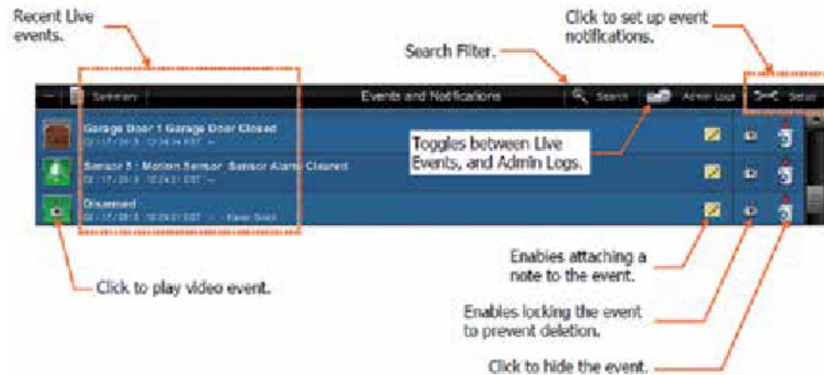 Recent Live
events.
Click to set up event
notifications.
Search Filter.
Summary
Events and Notifications
Search
Admin Logs
Setup
Garage Door 1 Garage Door Closed
Toggles between Live
Events, and Admin Logs.
Sensor 5 - Motion Sensor Sensor Alarm Cleared
Disarmed
Enables attaching a
note to the event.
Click to play video event.
Enables locking the event
to prevent deletion.
Click to hide the event.